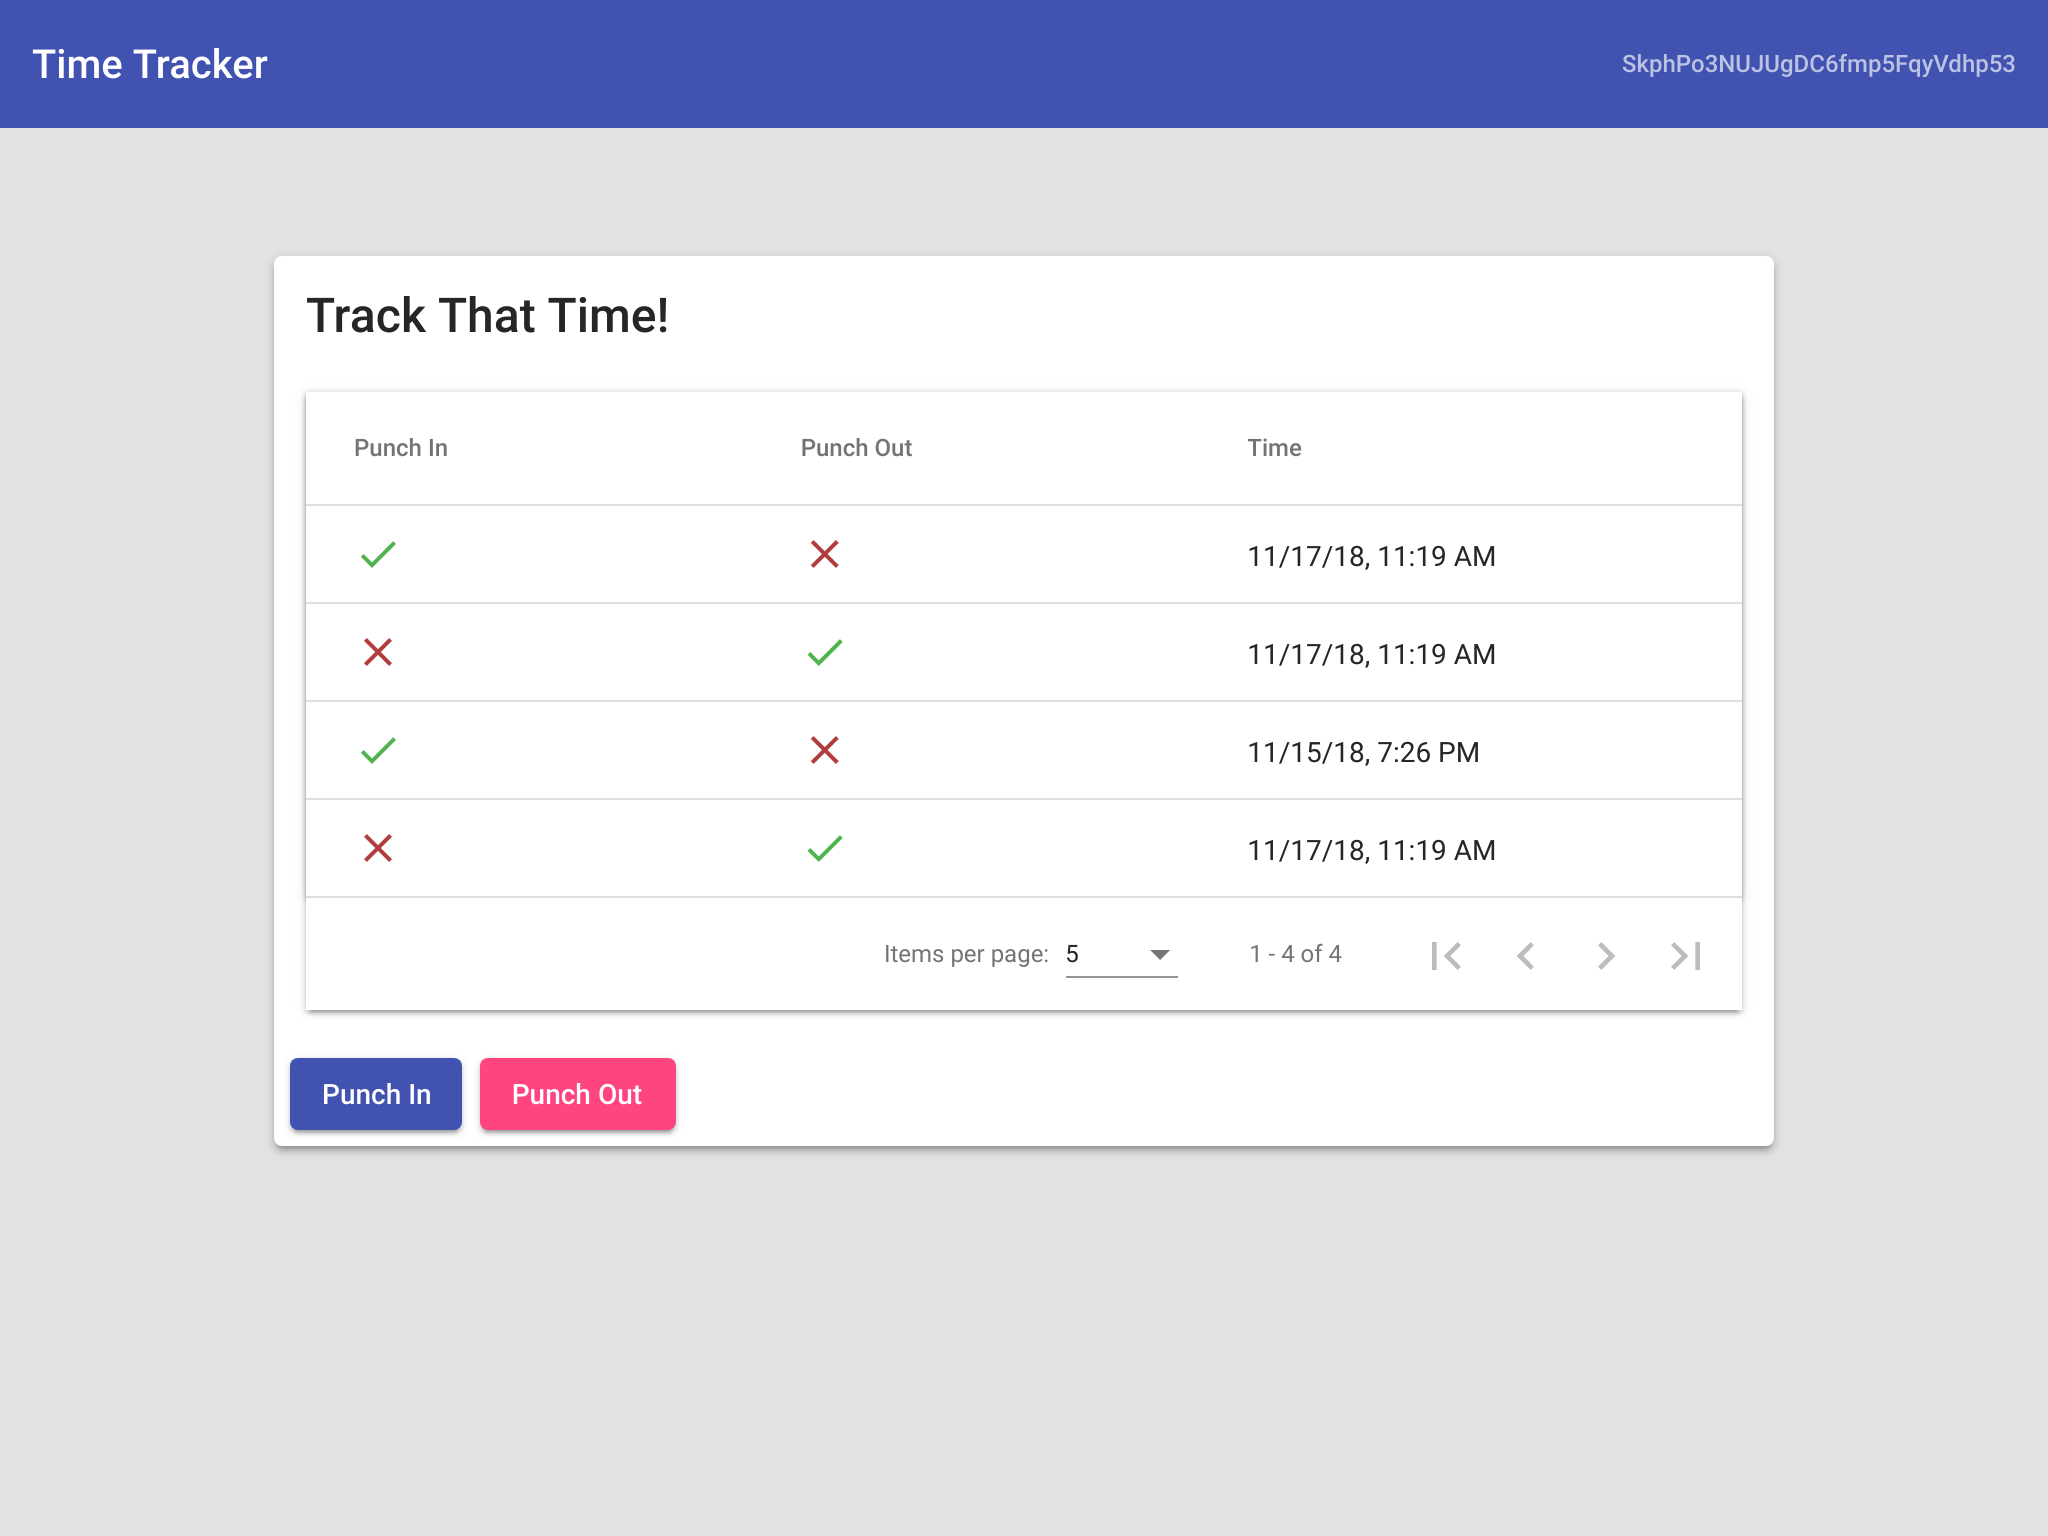 Time Tracker
SkphPo3NUJUgDC6fmp5FqyVdhp53
Track That Time!
Punch In Punch Out Time
11/17/18, 11:19 AM
11/17/18, 11:19 AM
11/15/18, 7:26 PM
11/17/18, 11:19 AM
Items per page: 5 1 - 4 of 4
Punch In Punch Out